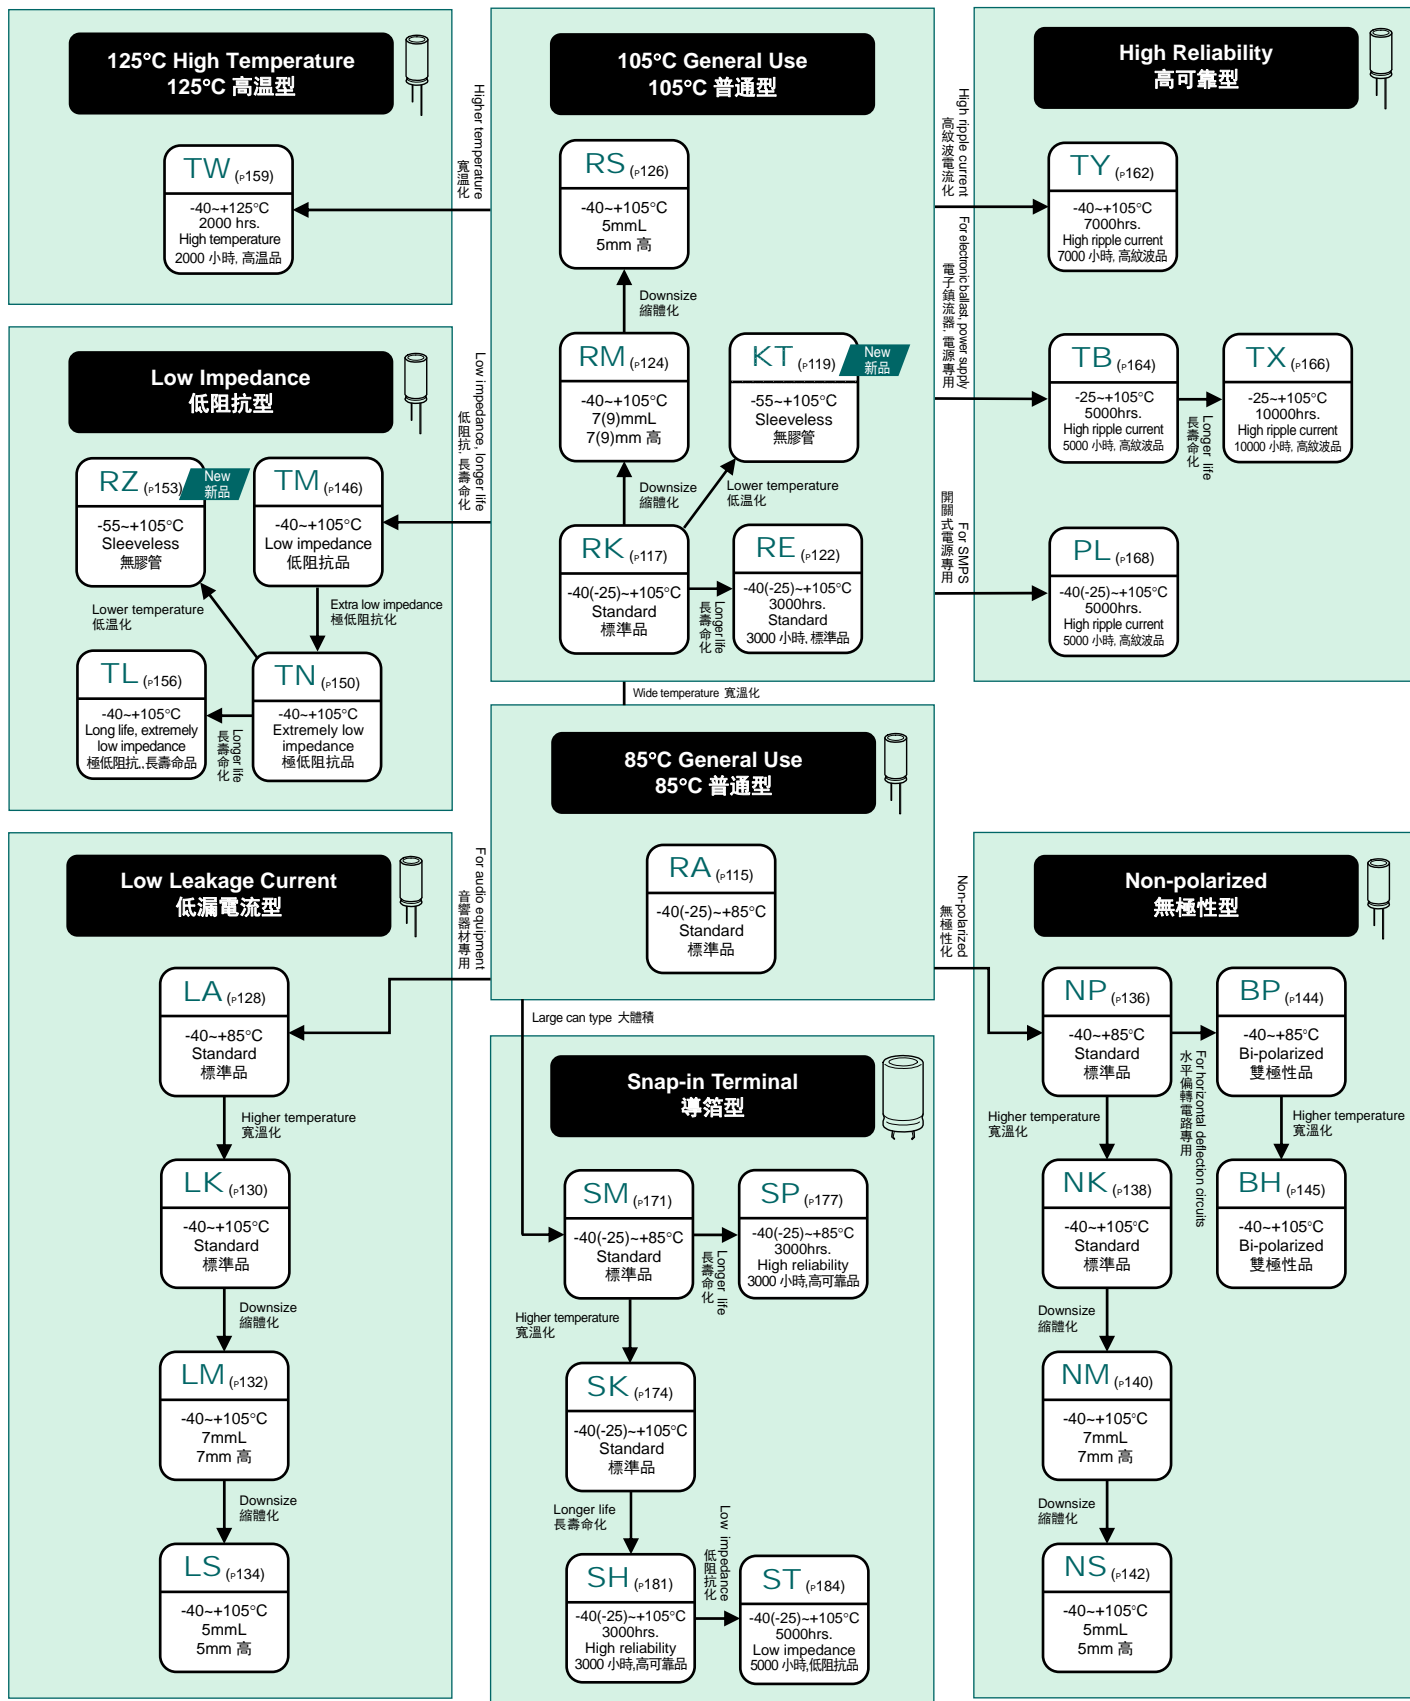 125°C High Temperature
125°C 高温型
TW (P159)
-40~+125°C
2000 hrs.
High temperature
2000 小時, 高温品
Higher temperature
寬温化
105°C General Use
105°C 普通型
RS (P126)
-40~+105°C
5mmL
5mm 高
Downsize
縮體化
RM (P124)
-40~+105°C
7(9)mmL
7(9)mm 高
KT (P119)
New
新品
-55~+105°C
Sleeveless
無膠管
Downsize
縮體化
Lower temperature
低温化
RK (P117)
-40(-25)~+105°C
Standard
標準品
Longer life
長壽命化
RE (P122)
-40(-25)~+105°C
3000hrs.
Standard
3000 小時, 標準品
High ripple current
高紋波電流化
For electronic ballast, power supply
電子鎮流器, 電源專用
For SMPS
開關式電源專用
High Reliability
高可靠型
TY (P162)
-40~+105°C
7000hrs.
High ripple current
7000 小時, 高紋波品
TB (P164)
-25~+105°C
5000hrs.
High ripple current
5000 小時, 高紋波品
Longer life
長壽命化
TX (P166)
-25~+105°C
10000hrs.
High ripple current
10000 小時, 高紋波品
PL (P168)
-40(-25)~+105°C
5000hrs.
High ripple current
5000 小時, 高紋波品
Low Impedance
低阻抗型
Low impedance, longer life
低阻抗, 長壽命化
RZ (P153)
New
新品
-55~+105°C
Sleeveless
無膠管
TM (P146)
-40~+105°C
Low impedance
低阻抗品
Lower temperature
低温化
Extra low impedance
極低阻抗化
TL (P156)
-40~+105°C
Long life, extremely
low impedance
極低阻抗,.長壽命品
Longer life
長壽命化
TN (P150)
-40~+105°C
Extremely low
impedance
極低阻抗品
Wide temperature 寬溫化
85°C General Use
85°C 普通型
RA (P115)
-40(-25)~+85°C
Standard
標準品
For audio equipment
音響器材專用
Non-polarized
無極性化
Large can type 大體積
Low Leakage Current
低漏電流型
LA (P128)
-40~+85°C
Standard
標準品
Higher temperature
寬溫化
LK (P130)
-40~+105°C
Standard
標準品
Downsize
縮體化
LM (P132)
-40~+105°C
7mmL
7mm 高
Downsize
縮體化
LS (P134)
-40~+105°C
5mmL
5mm 高
Snap-in Terminal
導箔型
SM (P171)
-40(-25)~+85°C
Standard
標準品
Longer life
長壽命化
SP (P177)
-40(-25)~+85°C
3000hrs.
High reliability
3000 小時,高可靠品
Higher temperature
寬溫化
SK (P174)
-40(-25)~+105°C
Standard
標準品
Longer life
長壽命化
SH (P181)
-40(-25)~+105°C
3000hrs.
High reliability
3000 小時,高可靠品
Low impedance
低阻抗化
ST (P184)
-40(-25)~+105°C
5000hrs.
Low impedance
5000 小時,低阻抗品
Non-polarized
無極性型
NP (P136)
-40~+85°C
Standard
標準品
For horizontal deflection circuits
水平偏轉電路專用
BP (P144)
-40~+85°C
Bi-polarized
雙極性品
Higher temperature
寬溫化
Higher temperature
寬溫化
NK (P138)
-40~+105°C
Standard
標準品
BH (P145)
-40~+105°C
Bi-polarized
雙極性品
Downsize
縮體化
NM (P140)
-40~+105°C
7mmL
7mm 高
Downsize
縮體化
NS (P142)
-40~+105°C
5mmL
5mm 高